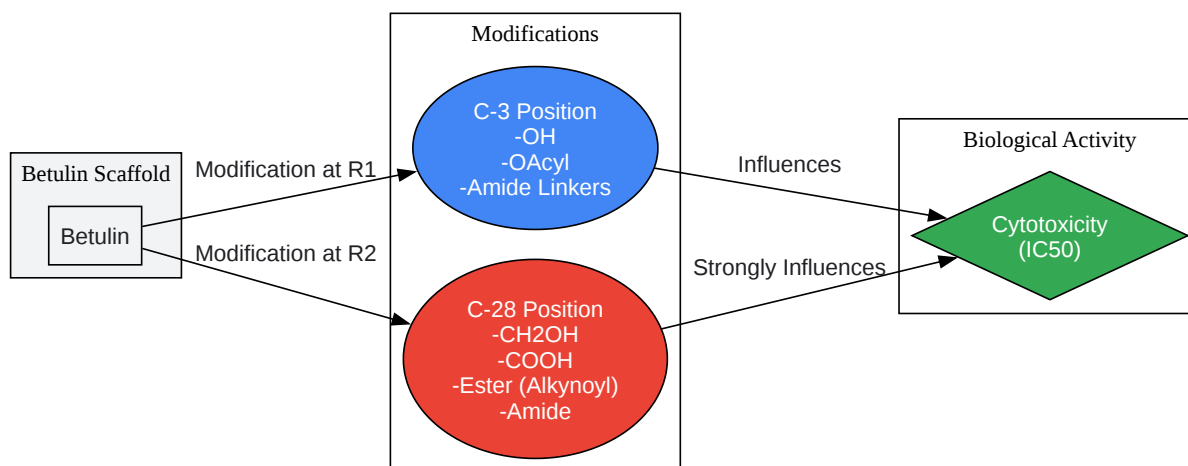 Betulin Scaffold
Betulin
Modification at R1
Modification at R2
Modifications
C-3 Position
-OH
-OAcyl
-Amide Linkers
C-28 Position
-CH2OH
-COOH
-Ester (Alkynoyl)
-Amide
Influences
Strongly Influences
Biological Activity
Cytotoxicity
(IC50)